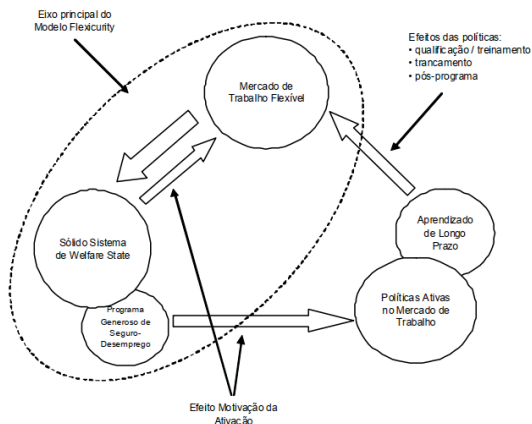 Eixo principal do
Modelo Flexicurity
Efeitos das políticas:
• qualificação / treinamento
• trancamento
• pós-programa
Mercado de
Trabalho Flexível
Aprendizado
de Longo
Prazo
Sólido Sistema
de Welfare State
Políticas Ativas
no Mercado de
Trabalho
Programa
Generoso de
Seguro-
Desemprego
Efeito Motivação da
Ativação